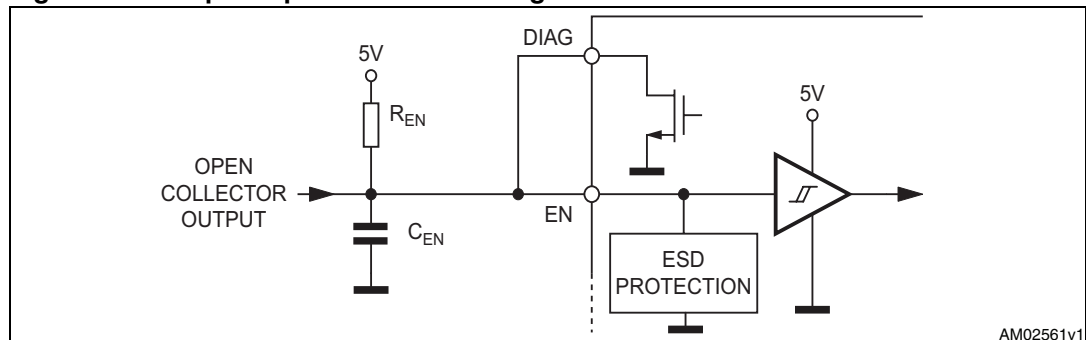 DIAG
5V
5V
R_EN
OPEN
COLLECTOR
OUTPUT
EN
C_EN
ESD
PROTECTION
AM02561v1